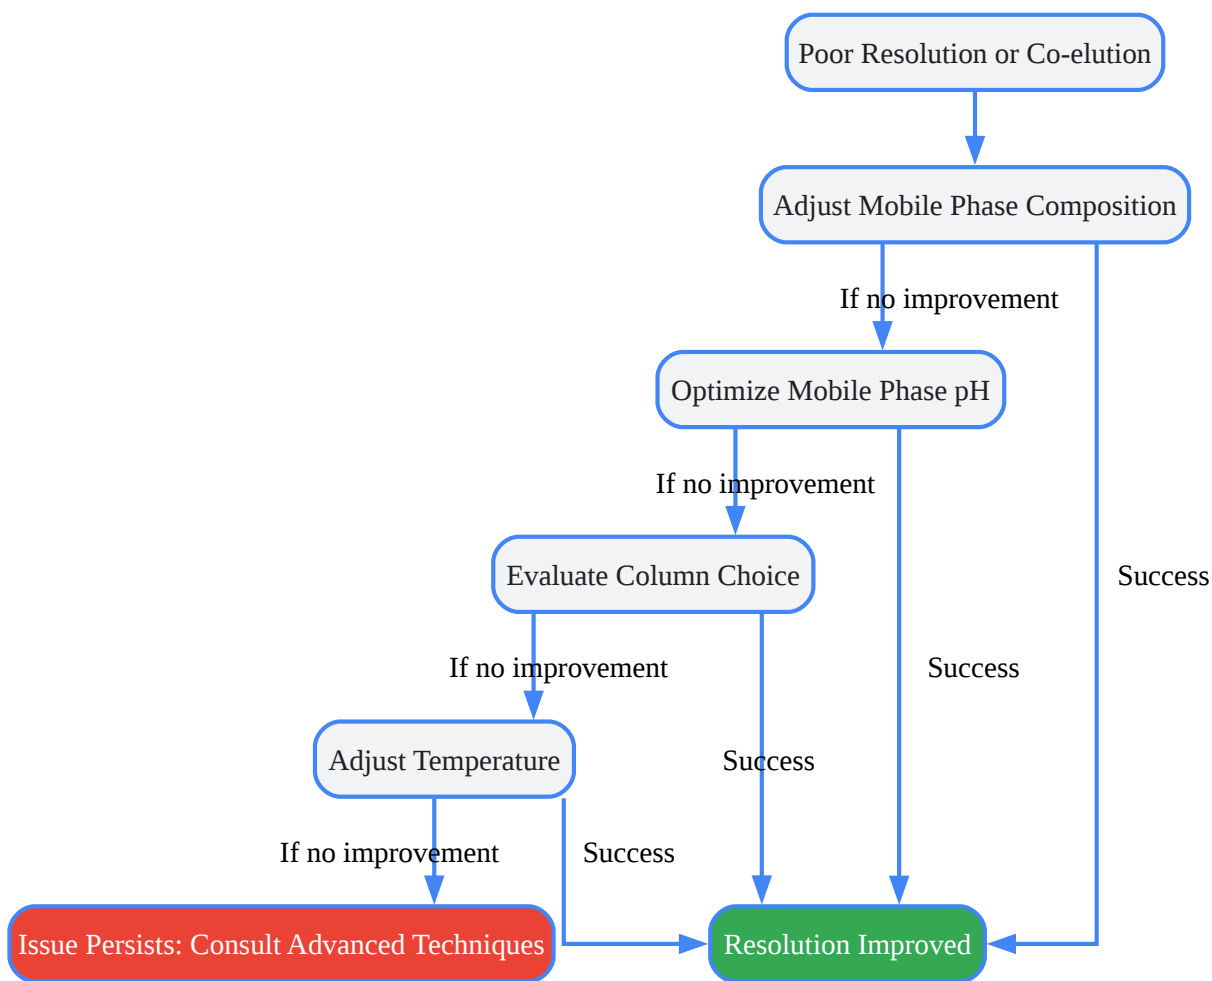 Poor Resolution or Co-elution
Adjust Mobile Phase Composition
If no improvement
Optimize Mobile Phase pH
If no improvement
Evaluate Column Choice
Success
If no improvement
Success
Adjust Temperature
Success
If no improvement
Success
Issue Persists: Consult Advanced Techniques
Resolution Improved